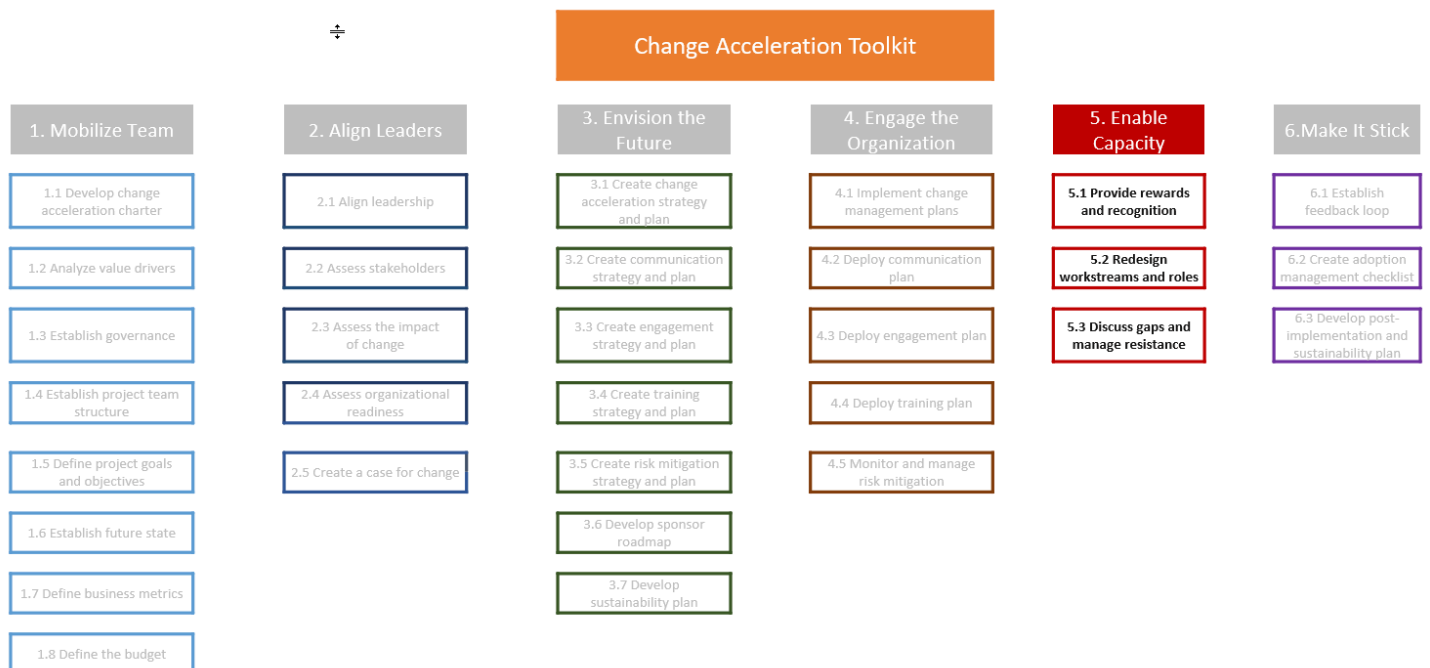 Change Acceleration Toolkit
1. Mobilize Team
1.1 Develop change
acceleration charter
1.2 Analyze value drivers
1.3 Establish governance
1.4 Establish project team
structure
1.5 Define project goals
and objectives
1.6 Establish future state
1.7 Define business metrics
1.8 Define the budget
2. Align Leaders
2.1 Align leadership
2.2 Assess stakeholders
2.3 Assess the impact
of change
2.4 Assess organizational
readiness
2.5 Create a case for change
3. Envision the
Future
3.1 Create change
acceleration strategy
and plan
3.2 Create communication
strategy and plan
3.3 Create engagement
strategy and plan
3.4 Create training
strategy and plan
3.5 Create risk mitigation
strategy and plan
3.6 Develop sponsor
roadmap
3.7 Develop
sustainability plan
4. Engage the
Organization
4.1 Implement change
management plans
4.2 Deploy communication
plan
4.3 Deploy engagement plan
4.4 Deploy training plan
4.5 Monitor and manage
risk mitigation
5. Enable
Capacity
5.1 Provide rewards
and recognition
5.2 Redesign
workstreams and roles
5.3 Discuss gaps and
manage resistance
6.Make It Stick
6.1 Establish
feedback loop
6.2 Create adoption
management checklist
6.3 Develop post-
implementation and
sustainability plan